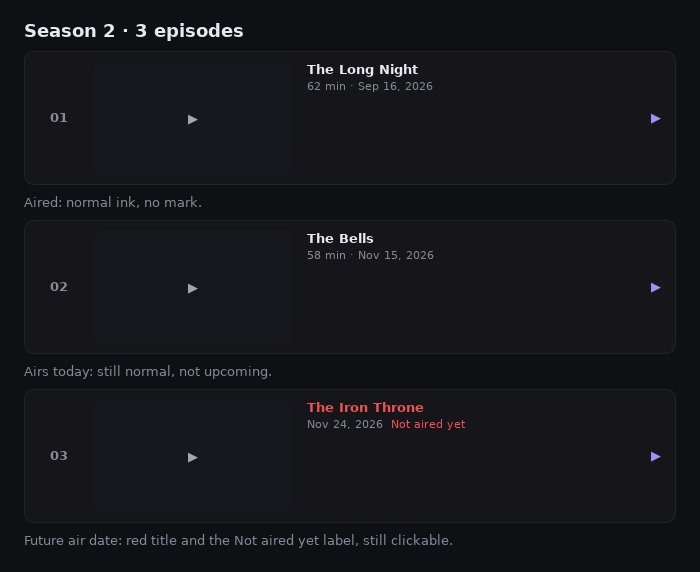 Season 2 · 3 episodes
01
The Long Night
62 min · Sep 16, 2026
Aired: normal ink, no mark.
02
The Bells
58 min · Nov 15, 2026
Airs today: still normal, not upcoming.
03
The Iron Throne
Nov 24, 2026 Not aired yet
Future air date: red title and the Not aired yet label, still clickable.